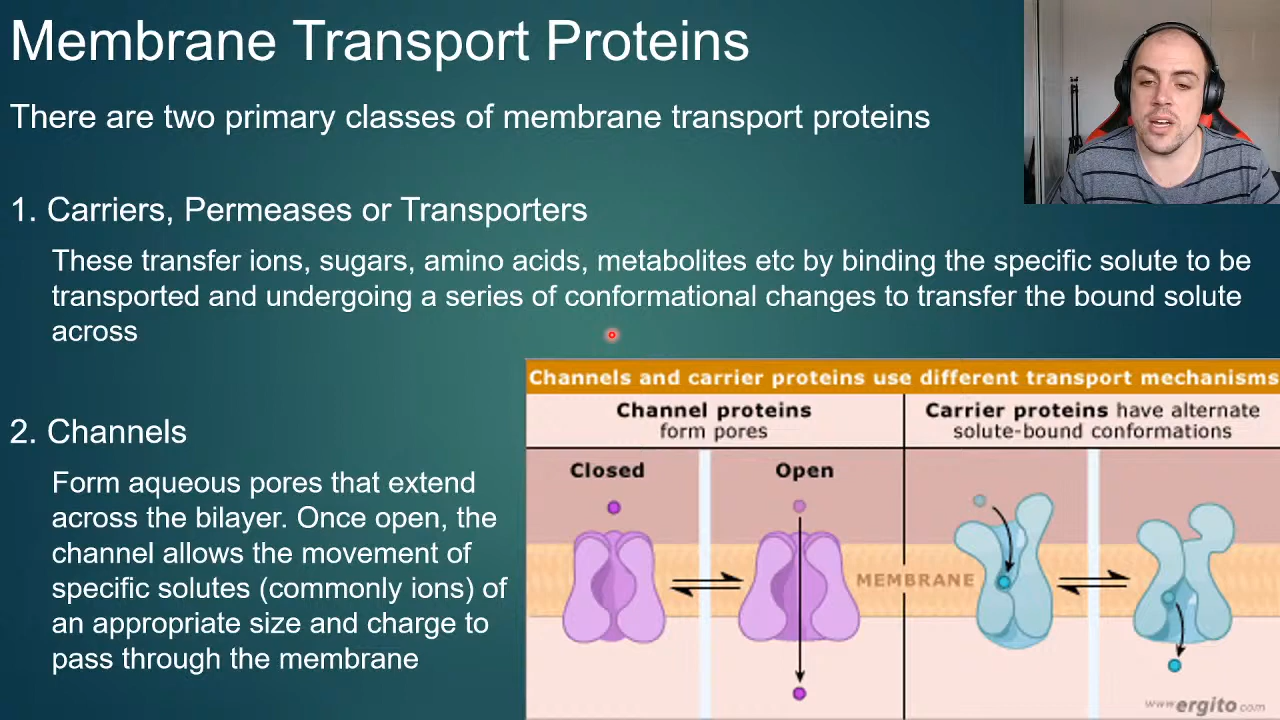 Membrane Transport Proteins
There are two primary classes of membrane transport proteins
1. Carriers, Permeases or Transporters
These transfer ions, sugars, amino acids, metabolites etc by binding the specific solute to be
transported and undergoing a series of conformational changes to transfer the bound solute
across
2. Channels
Form aqueous pores that extend
across the bilayer. Once open, the
channel allows the movement of
specific solutes (commonly ions) of
an appropriate size and charge to
pass through the membrane
Channels and carrier proteins use different transport mechanisms
Channel proteins
form pores
Carrier proteins have alternate
solute-bound conformations
Closed
Open
MEMBRANE
www.ergito.com